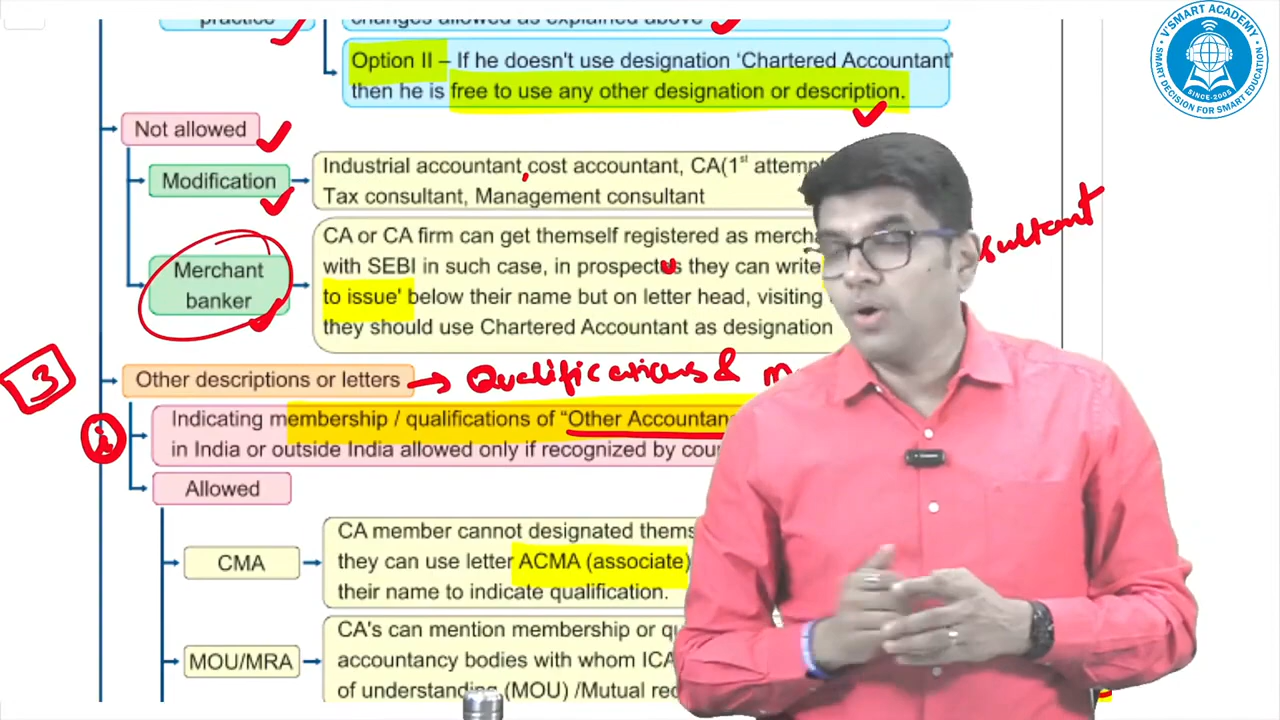 practice
changes allowed as explained above
Option II – If he doesn't use designation 'Chartered Accountant'
then he is free to use any other designation or description.
Not allowed
Modification
Industrial accountant, cost accountant, CA(1st attempt
Tax consultant, Management consultant
sultant
Merchant
banker
CA or CA firm can get themself registered as mercha
with SEBI in such case, in prospectus they can write
to issue' below their name but on letter head, visiting
they should use Chartered Accountant as designation
3
Other descriptions or letters → Qualifications & m
i
Indicating membership / qualifications of “Other Accountan
in India or outside India allowed only if recognized by cou
Allowed
CMA
CA member cannot designated thems
they can use letter ACMA (associate)
their name to indicate qualification.
MOU/MRA
CA's can mention membership or qu
accountancy bodies with whom ICA
of understanding (MOU) /Mutual rec
V'SMART ACADEMY
SINCE-2005
SMART DECISION FOR SMART EDUCATION